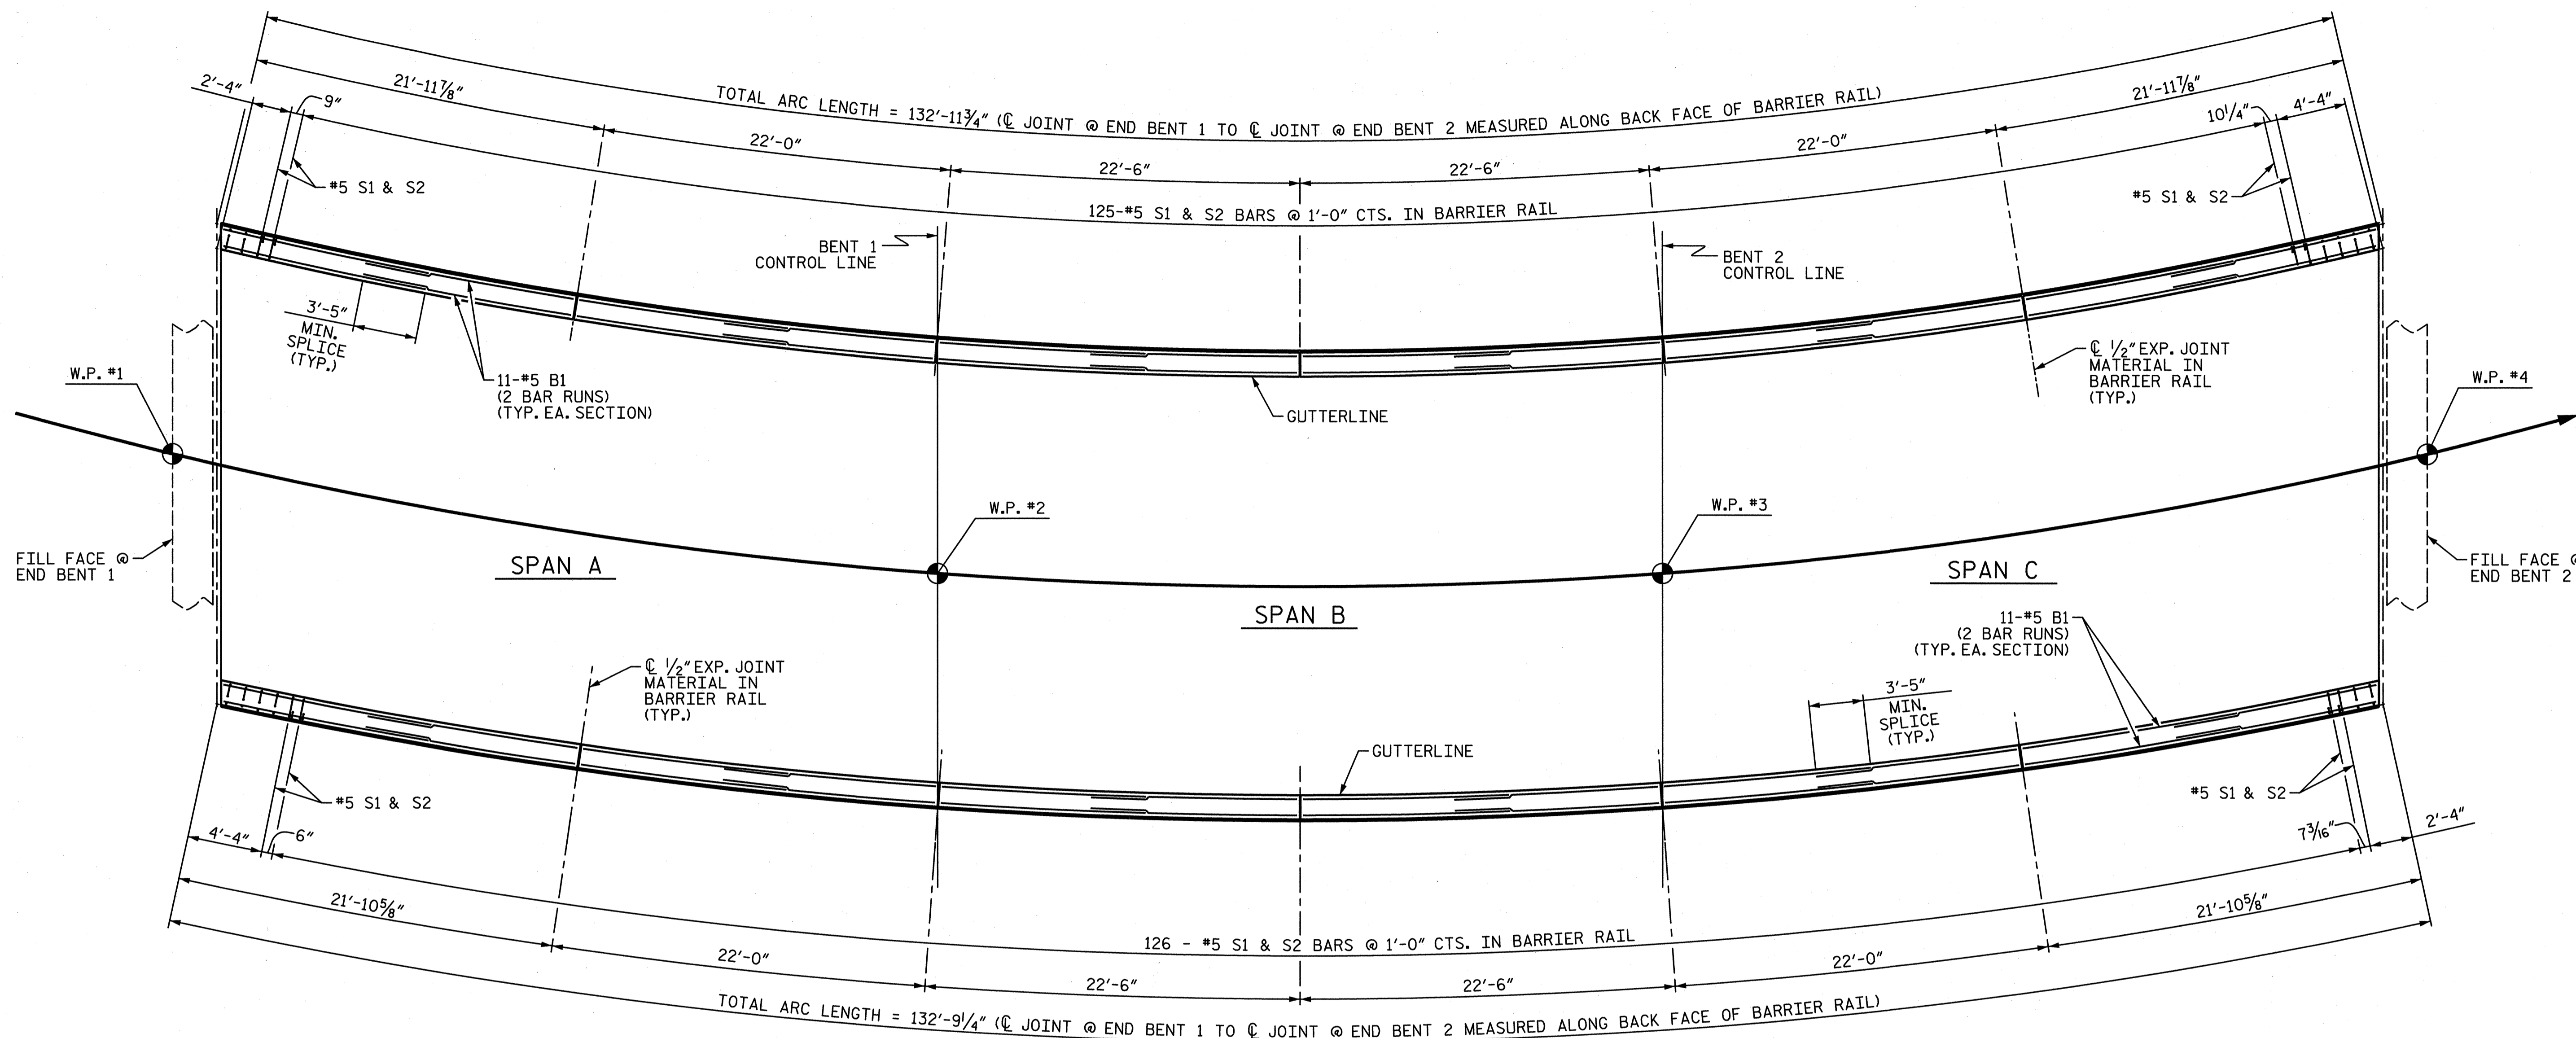 TOTAL ARC LENGTH = 132'-11¾" (℄ JOINT @ END BENT 1 TO ℄ JOINT @ END BENT 2 MEASURED ALONG BACK FACE OF BARRIER RAIL)
2'-4"
9"
21'-11⅞"
22'-0"
22'-6"
22'-6"
22'-0"
21'-11⅞"
10¼"
4'-4"
#5 S1 & S2
125-#5 S1 & S2 BARS @ 1'-0" CTS. IN BARRIER RAIL
#5 S1 & S2
BENT 1
CONTROL LINE
BENT 2
CONTROL LINE
3'-5"
MIN.
SPLICE
(TYP.)
11-#5 B1
(2 BAR RUNS)
(TYP. EA. SECTION)
GUTTERLINE
℄ ½" EXP. JOINT
MATERIAL IN
BARRIER RAIL
(TYP.)
W.P. #1
W.P. #4
W.P. #2
W.P. #3
FILL FACE @
END BENT 1
SPAN A
SPAN B
SPAN C
FILL FACE @
END BENT 2
℄ ½" EXP. JOINT
MATERIAL IN
BARRIER RAIL
(TYP.)
11-#5 B1
(2 BAR RUNS)
(TYP. EA. SECTION)
3'-5"
MIN.
SPLICE
(TYP.)
GUTTERLINE
#5 S1 & S2
#5 S1 & S2
4'-4"
6"
7³⁄₁₆"
2'-4"
126 - #5 S1 & S2 BARS @ 1'-0" CTS. IN BARRIER RAIL
21'-10⅝"
22'-0"
22'-6"
22'-6"
22'-0"
21'-10⅝"
TOTAL ARC LENGTH = 132'-9¼" (℄ JOINT @ END BENT 1 TO ℄ JOINT @ END BENT 2 MEASURED ALONG BACK FACE OF BARRIER RAIL)